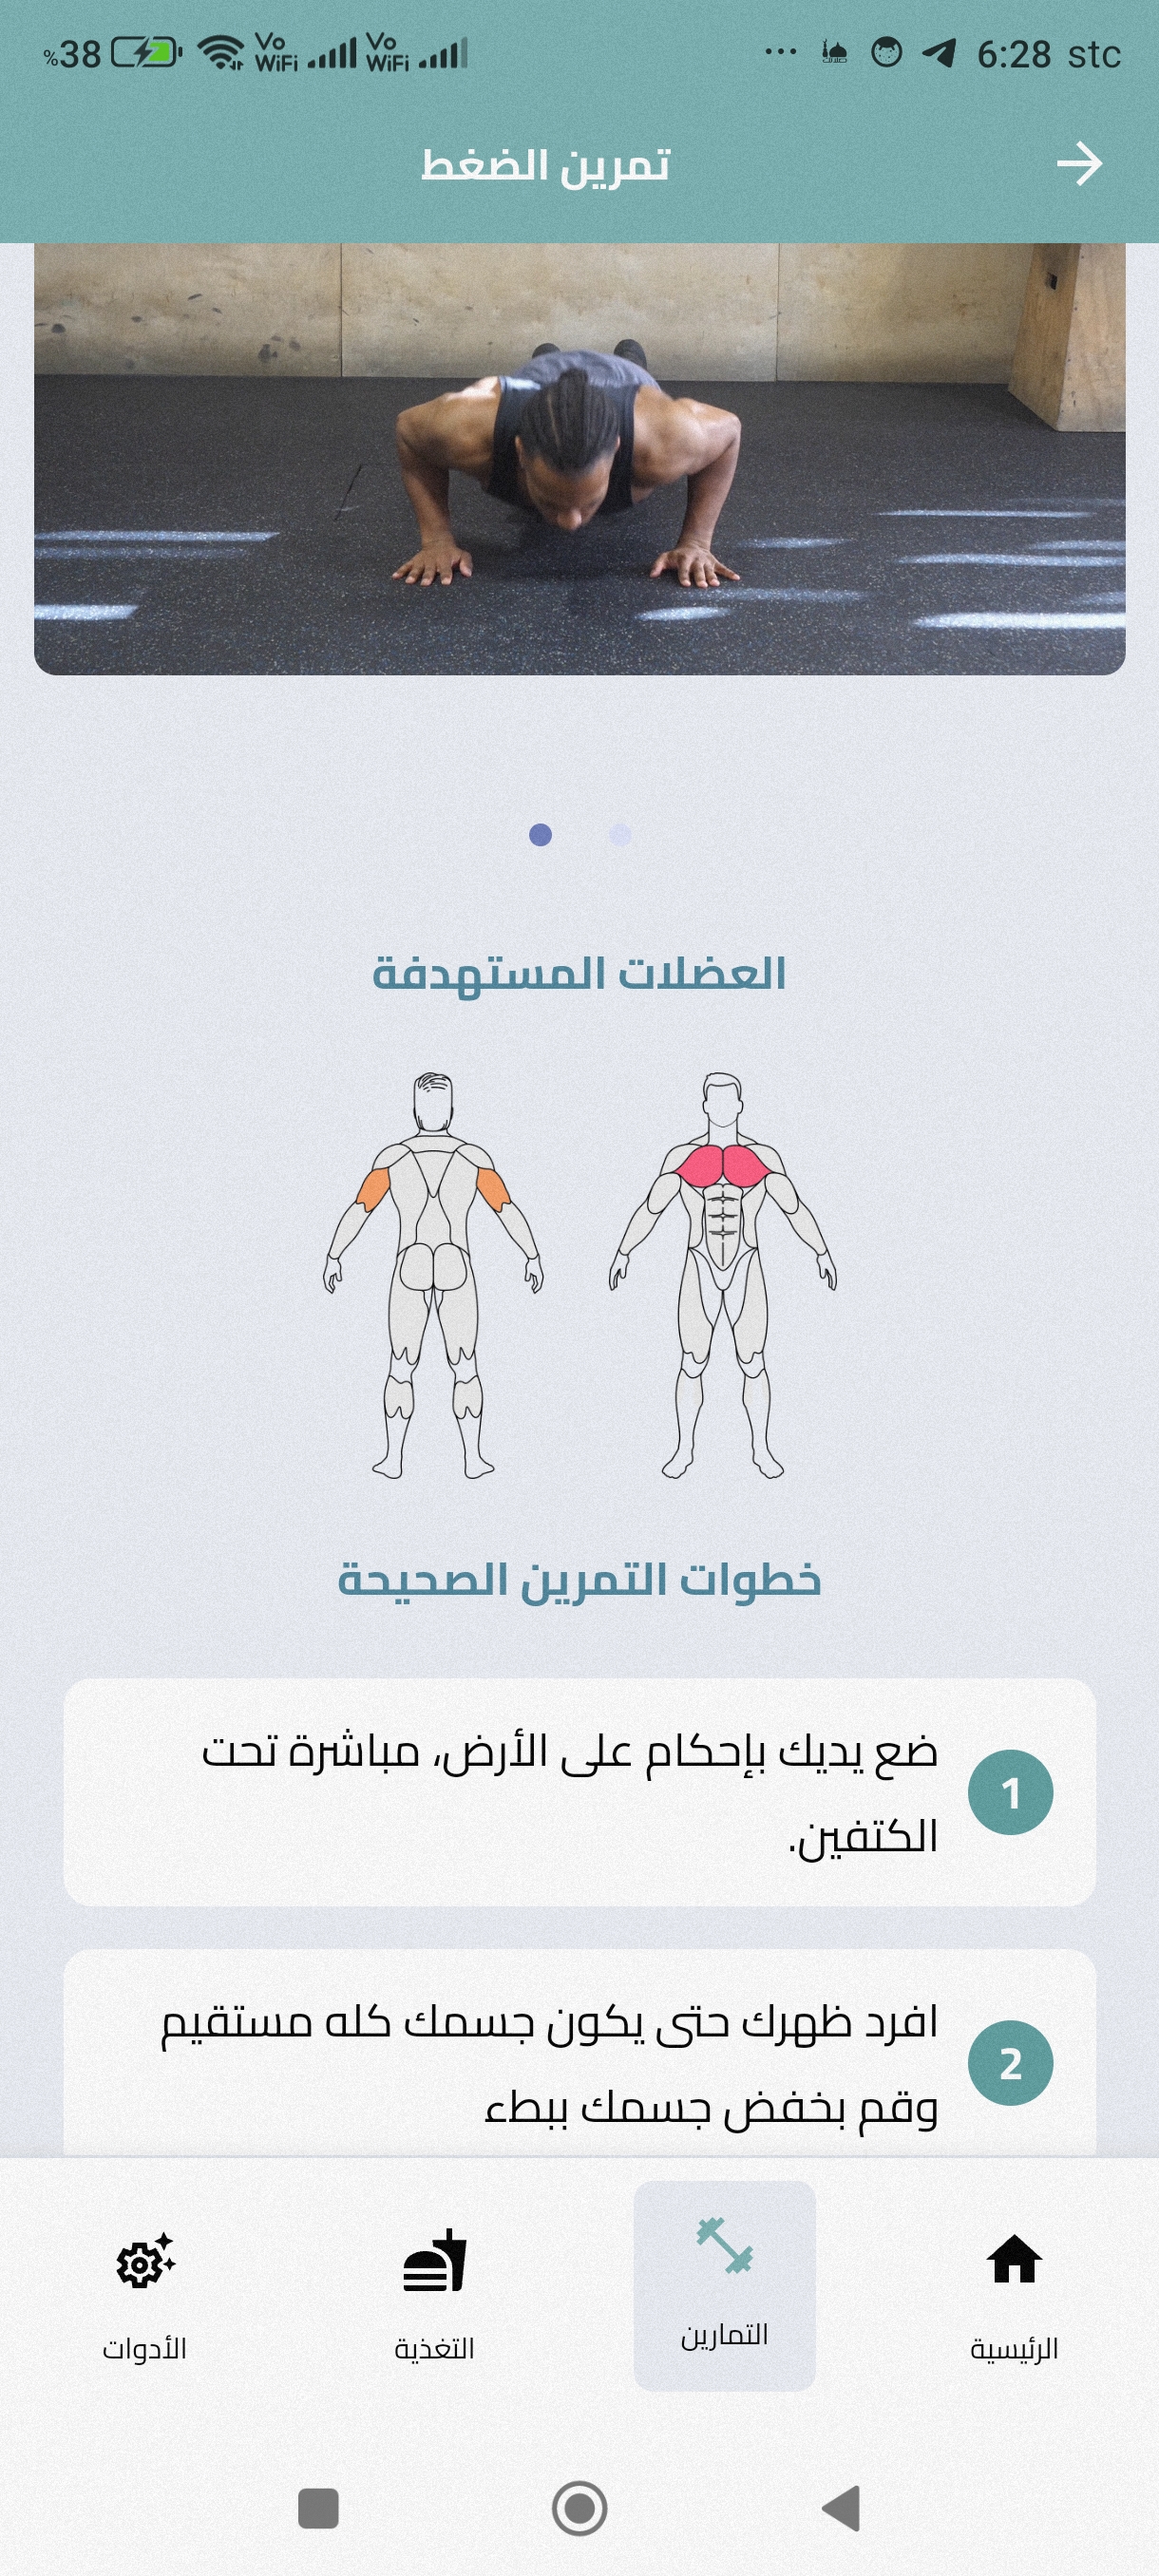 %38 Vo WiFi Vo WiFi ... 6:28 stc
تمرين الضغط
العضلات المستهدفة
خطوات التمرين الصحيحة
1
ضع يديك بإحكام على الأرض، مباشرة تحت
الكتفين.
2
افرد ظهرك حتى يكون جسمك كله مستقيم
وقم بخفض جسمك ببطء
الرئيسية
التمارين
التغذية
الأدوات